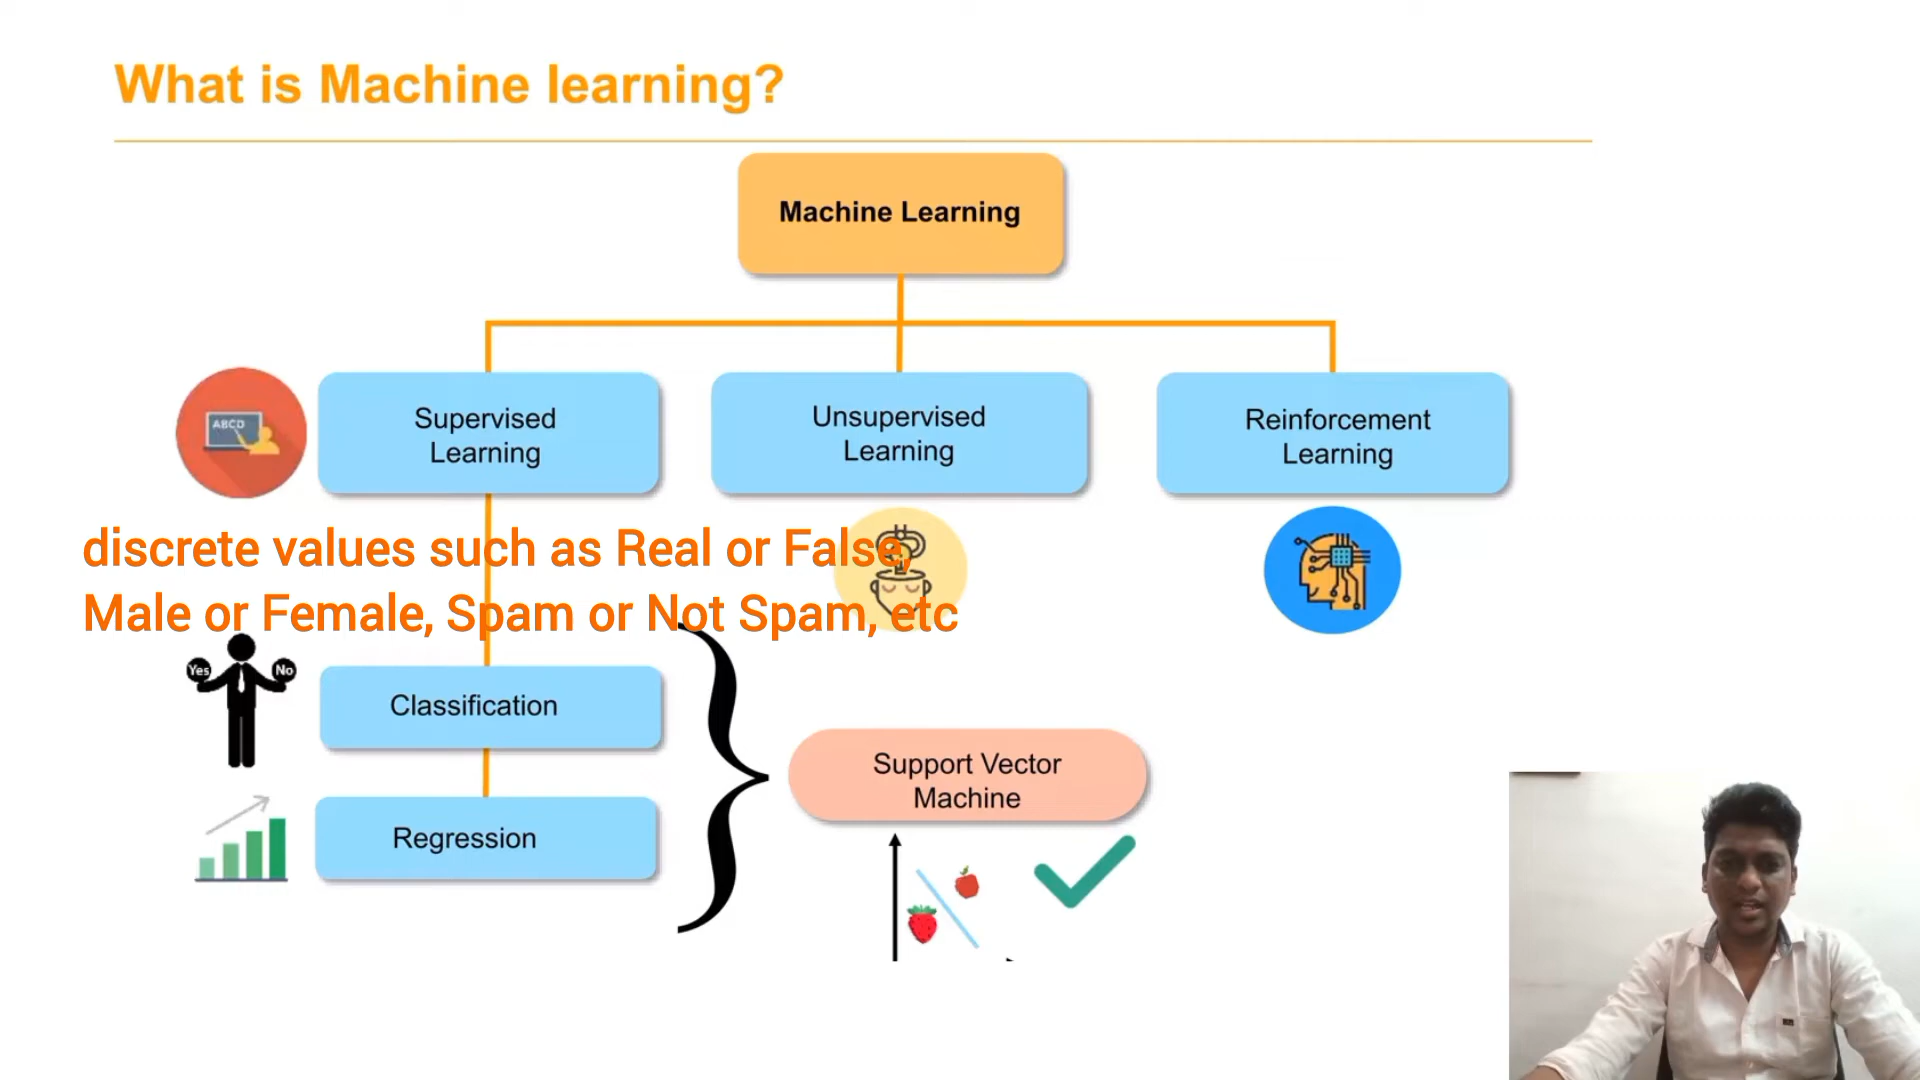 What is Machine learning?
Machine Learning
Supervised
Learning
Unsupervised
Learning
Reinforcement
Learning
ABCD
discrete values such as Real or False,
Male or Female, Spam or Not Spam, etc
Yes
No
Classification
Regression
Support Vector
Machine